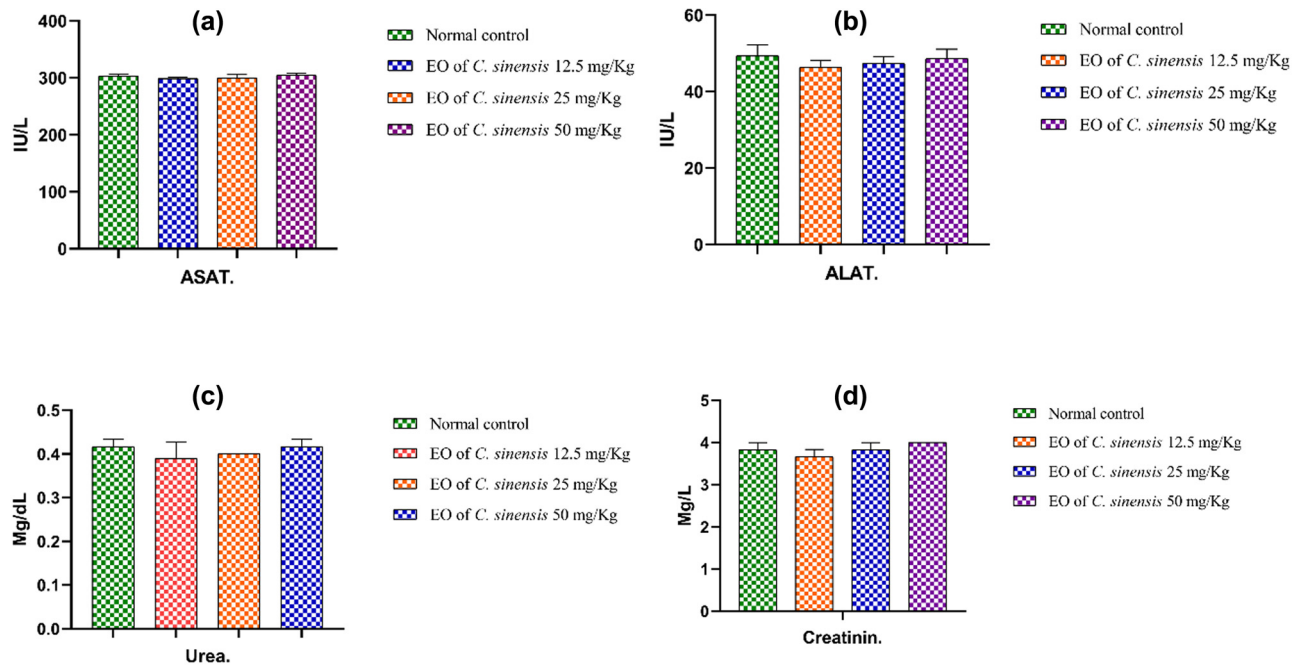 (a)
400
300
200
100
0
IU/L
ASAT.
Normal control
EO of C. sinensis 12.5 mg/Kg
EO of C. sinensis 25 mg/Kg
EO of C. sinensis 50 mg/Kg
(b)
60
40
20
0
IU/L
ALAT.
Normal control
EO of C. sinensis 12.5 mg/Kg
EO of C. sinensis 25 mg/Kg
EO of C. sinensis 50 mg/Kg
(c)
0.5
0.4
0.3
0.2
0.1
0.0
Mg/dL
Urea.
Normal control
EO of C. sinensis 12.5 mg/Kg
EO of C. sinensis 25 mg/Kg
EO of C. sinensis 50 mg/Kg
(d)
5
4
3
2
1
0
Mg/L
Creatinin.
Normal control
EO of C. sinensis 12.5 mg/Kg
EO of C. sinensis 25 mg/Kg
EO of C. sinensis 50 mg/Kg